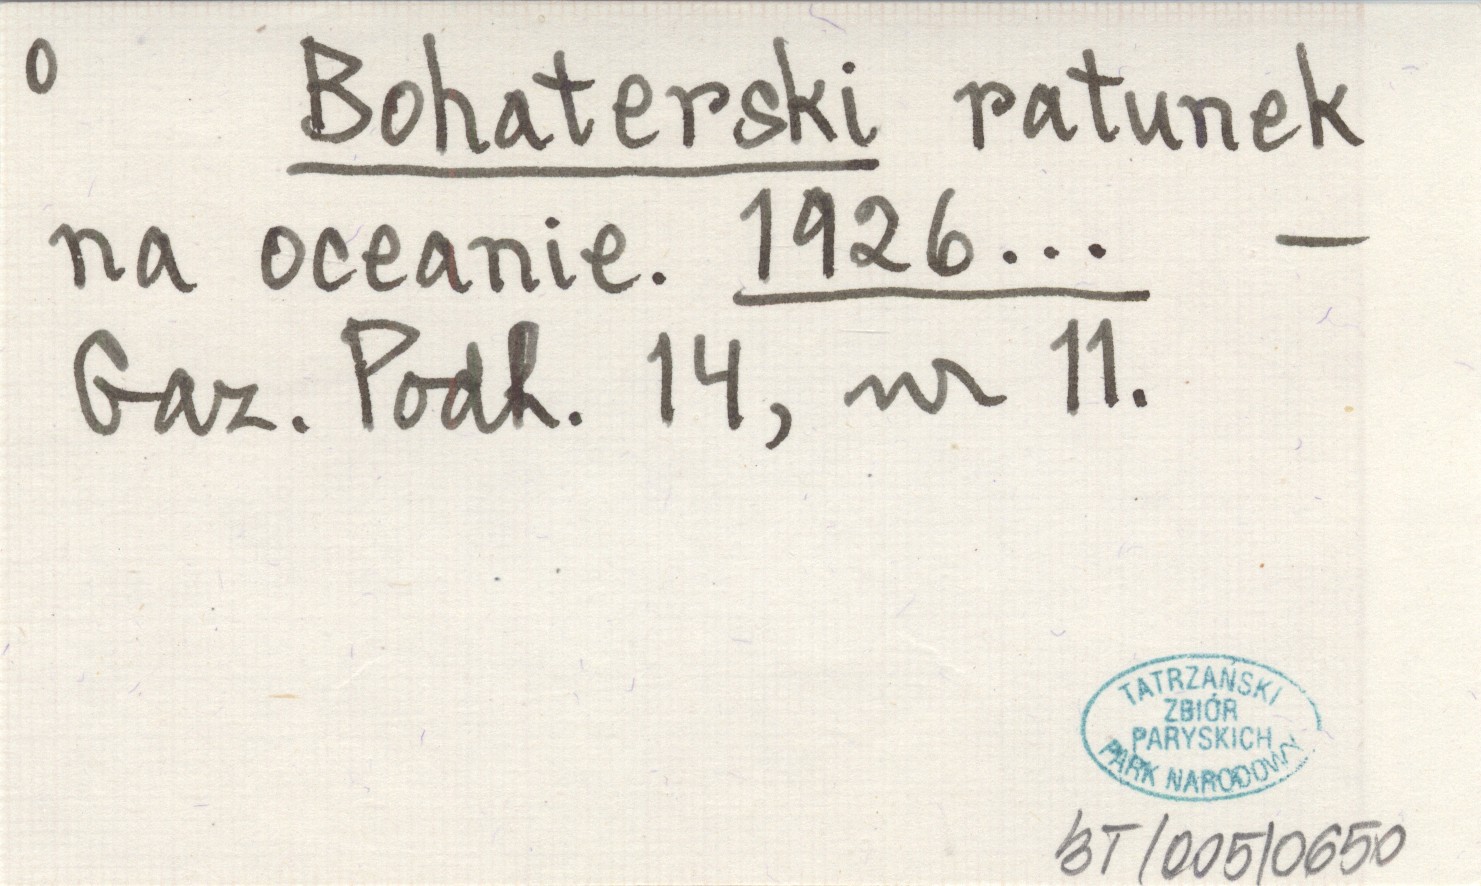 o Bohaterski ratunek
na oceanie. 1926... —
Gaz. Podh. 14, nr 11.
TATRZAŃSKI
ZBIÓR
PARYSKICH
PARK NARODOWY
BT/005/0650